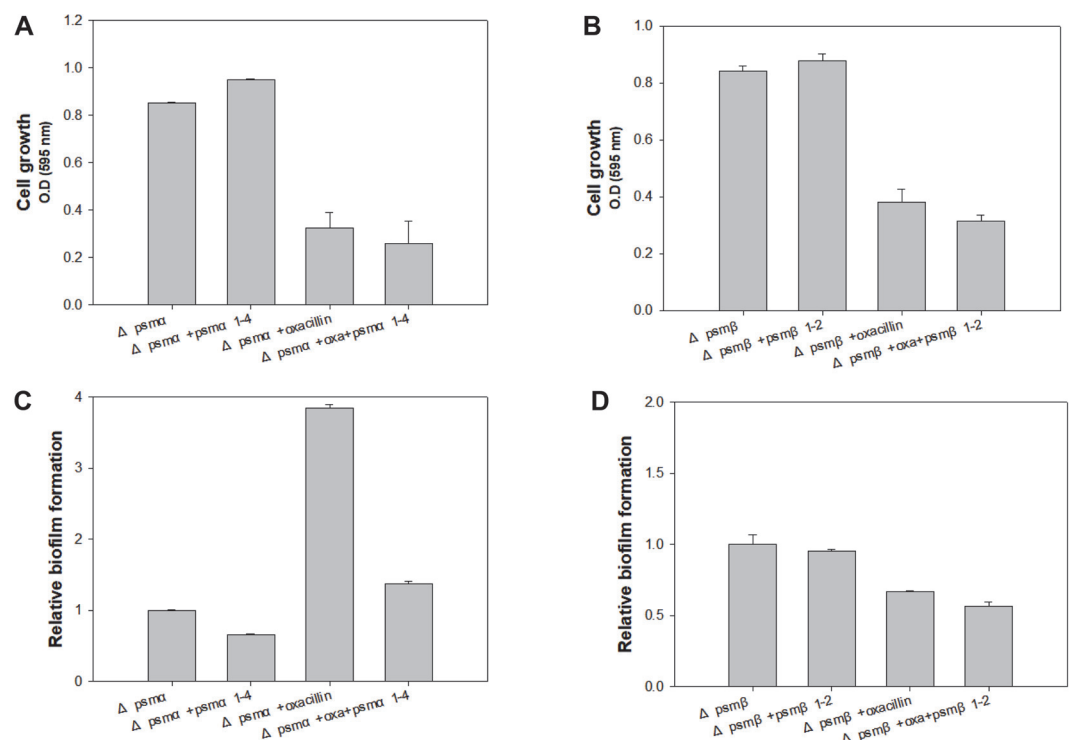 A
Cell growth
O.D (595 nm)
1.2
1.0
0.8
0.6
0.4
0.2
0.0
Δ psmα
Δ psmα +psmα 1-4
Δ psmα +oxacillin
Δ psmα +oxa+psmα 1-4
B
Cell growth
O.D (595 nm)
1.0
0.8
0.6
0.4
0.2
0.0
Δ psmβ
Δ psmβ +psmβ 1-2
Δ psmβ +oxacillin
Δ psmβ +oxa+psmβ 1-2
C
Relative biofilm formation
4
3
2
1
0
Δ psmα
Δ psmα +psmα 1-4
Δ psmα +oxacillin
Δ psmα +oxa+psmα 1-4
D
Relative biofilm formation
2.0
1.5
1.0
0.5
0.0
Δ psmβ
Δ psmβ +psmβ 1-2
Δ psmβ +oxacillin
Δ psmβ +oxa+psmβ 1-2